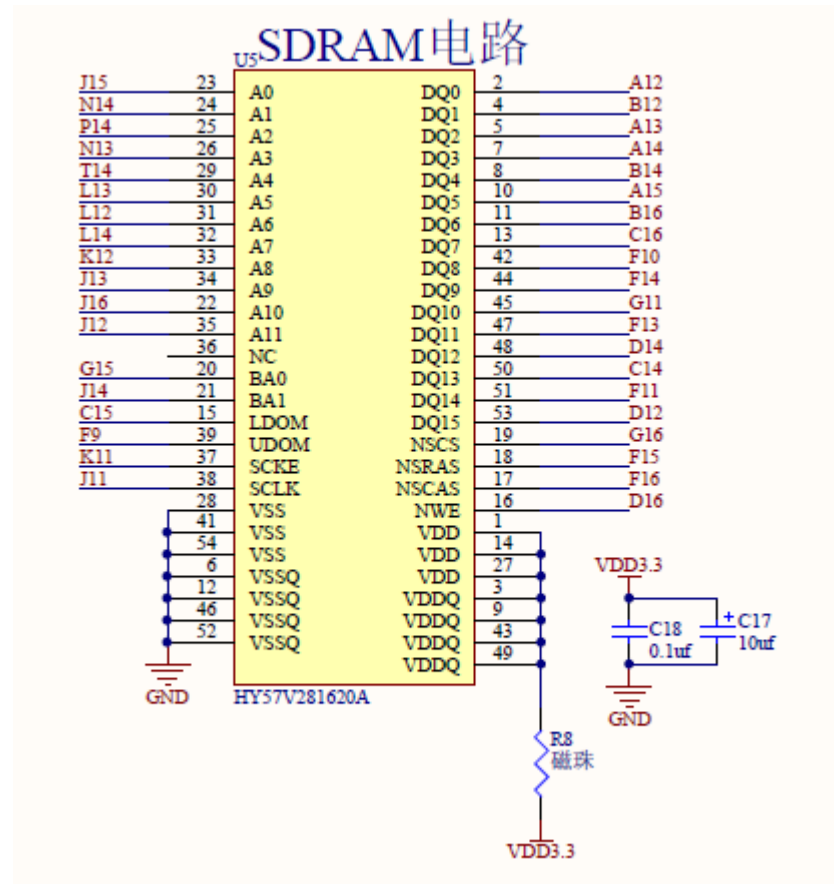 SDRAM电路
U5
J15 23 A0 DQ0 2 A12
N14 24 A1 DQ1 4 B12
P14 25 A2 DQ2 5 A13
N13 26 A3 DQ3 7 A14
T14 29 A4 DQ4 8 B14
L13 30 A5 DQ5 10 A15
L12 31 A6 DQ6 11 B16
L14 32 A7 DQ7 13 C16
K12 33 A8 DQ8 42 F10
J13 34 A9 DQ9 44 F14
J16 22 A10 DQ10 45 G11
J12 35 A11 DQ11 47 F13
36 NC DQ12 48 D14
G15 20 BA0 DQ13 50 C14
J14 21 BA1 DQ14 51 F11
C15 15 LDOM DQ15 53 D12
F9 39 UDOM NSCS 19 G16
K11 37 SCKE NSRAS 18 F15
J11 38 SCLK NSCAS 17 F16
28 VSS NWE 16 D16
41 VSS VDD 1
54 VSS VDD 14
6 VSSQ VDD 27
12 VSSQ VDDQ 3
46 VSSQ VDDQ 9
52 VSSQ VDDQ 43
VDDQ 49
GND
HY57V281620A
VDD3.3
C18
0.1uf
+ C17
10uf
GND
R8
磁珠
VDD3.3